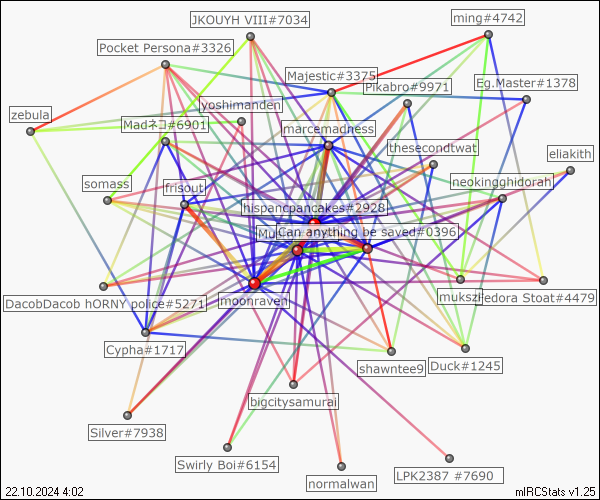 JKOUYH VIII#7034
ming#4742
Pocket Persona#3326
Majestic#3375
Pikabro#9971
Eg.Master#1378
zebula
yoshimanden
Madネコ#6901
marcemadness
thesecondtwat
eliakith
somass
frisout
neokingghidorah
hispancpancakes#2928
Can anything be saved#0396
DacobDacob hORNY police#5271
moonraven
Fedora Stoat#4479
Cypha#1717
shawntee9
Duck#1245
bigcitysamurai
Silver#7938
Swirly Boi#6154
normalwan
LPK2387 #7690
22.10.2024 4:02
mIRCStats v1.25